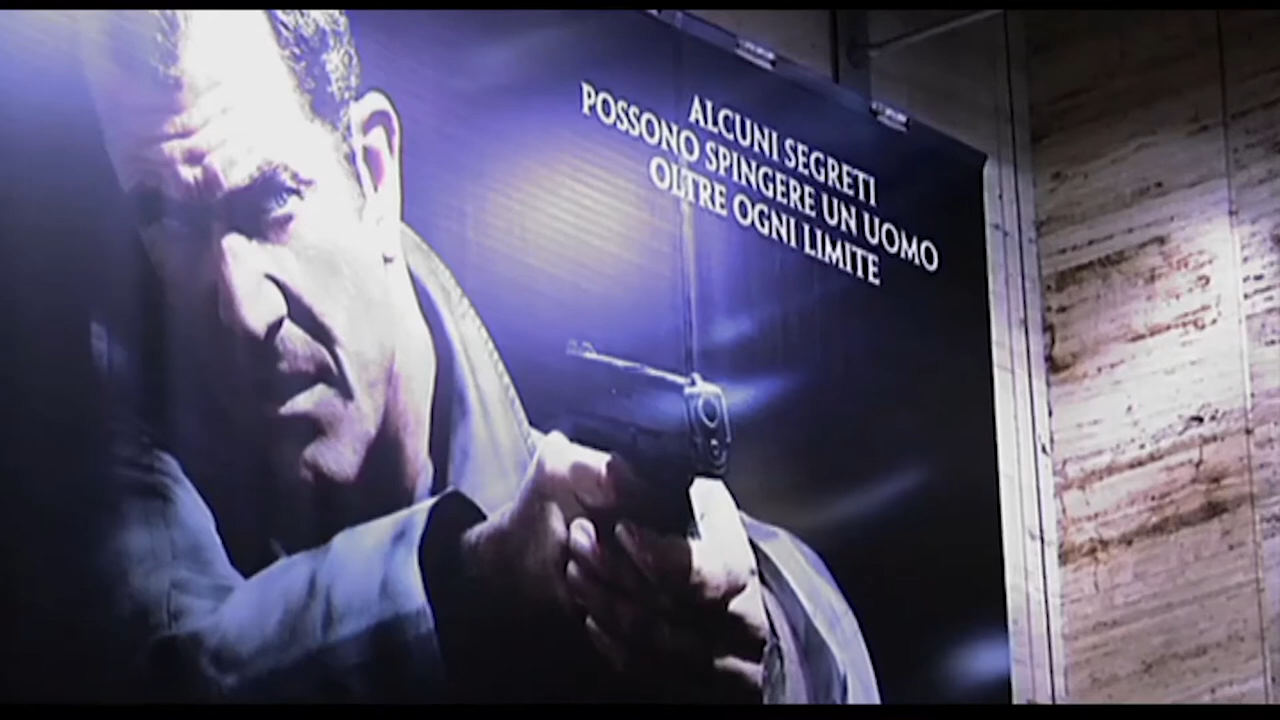 ALCUNI SEGRETI
POSSONO SPINGERE UN UOMO
OLTRE OGNI LIMITE